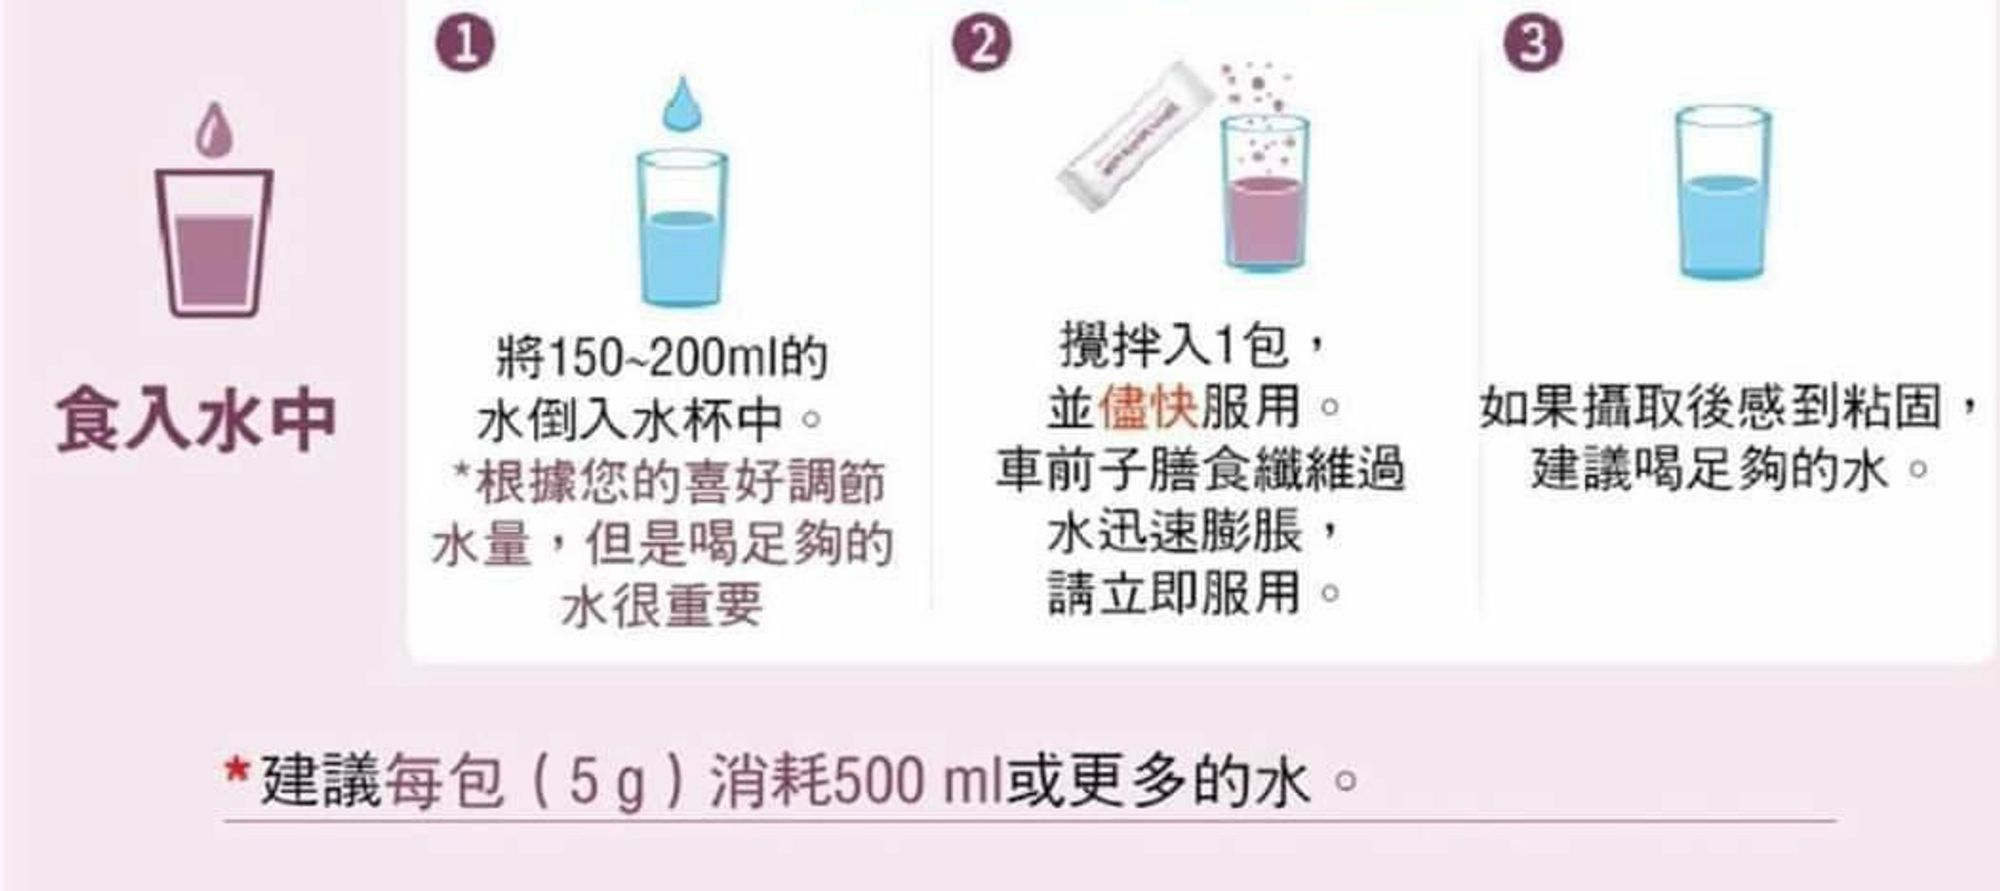 食入水中
1
將150~200ml的
水倒入水杯中。
*根據您的喜好調節
水量，但是喝足夠的
水很重要
2
攪拌入1包，
並儘快服用。
車前子膳食纖維過
水迅速膨脹，
請立即服用。
3
如果攝取後感到粘固，
建議喝足夠的水。
*建議每包（5g）消耗500 ml或更多的水。